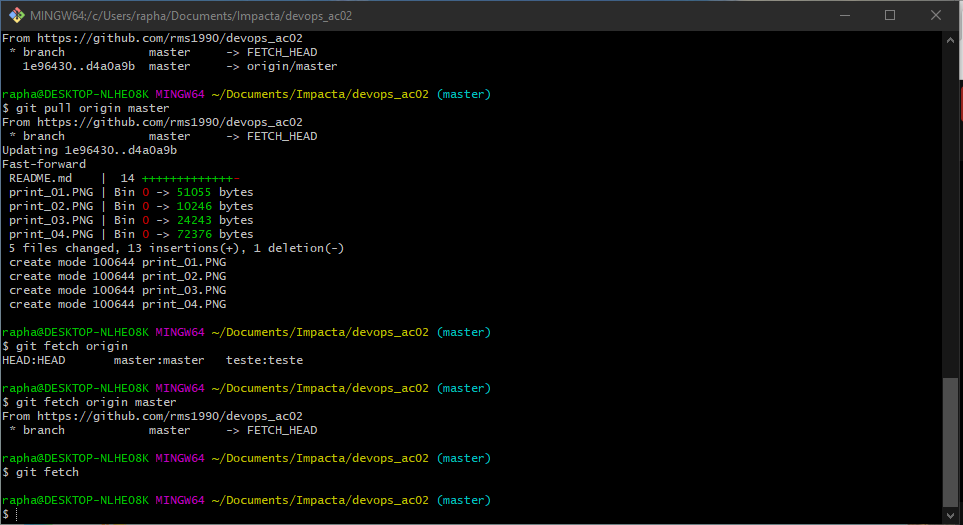 MINGW64:/c/Users/rapha/Documents/Impacta/devops_ac02
From https://github.com/rms1990/devops_ac02
 * branch            master     -> FETCH_HEAD
   1e96430..d4a0a9b  master     -> origin/master
rapha@DESKTOP-NLHE08K MINGW64 ~/Documents/Impacta/devops_ac02 (master)
$ git pull origin master
From https://github.com/rms1990/devops_ac02
 * branch            master     -> FETCH_HEAD
Updating 1e96430..d4a0a9b
Fast-forward
 README.md    |  14 +++++++++++++-
 print_01.PNG | Bin 0 -> 51055 bytes
 print_02.PNG | Bin 0 -> 10246 bytes
 print_03.PNG | Bin 0 -> 24243 bytes
 print_04.PNG | Bin 0 -> 72376 bytes
 5 files changed, 13 insertions(+), 1 deletion(-)
 create mode 100644 print_01.PNG
 create mode 100644 print_02.PNG
 create mode 100644 print_03.PNG
 create mode 100644 print_04.PNG
rapha@DESKTOP-NLHE08K MINGW64 ~/Documents/Impacta/devops_ac02 (master)
$ git fetch origin
HEAD:HEAD       master:master   teste:teste
rapha@DESKTOP-NLHE08K MINGW64 ~/Documents/Impacta/devops_ac02 (master)
$ git fetch origin master
From https://github.com/rms1990/devops_ac02
 * branch            master     -> FETCH_HEAD
rapha@DESKTOP-NLHE08K MINGW64 ~/Documents/Impacta/devops_ac02 (master)
$ git fetch
rapha@DESKTOP-NLHE08K MINGW64 ~/Documents/Impacta/devops_ac02 (master)
$